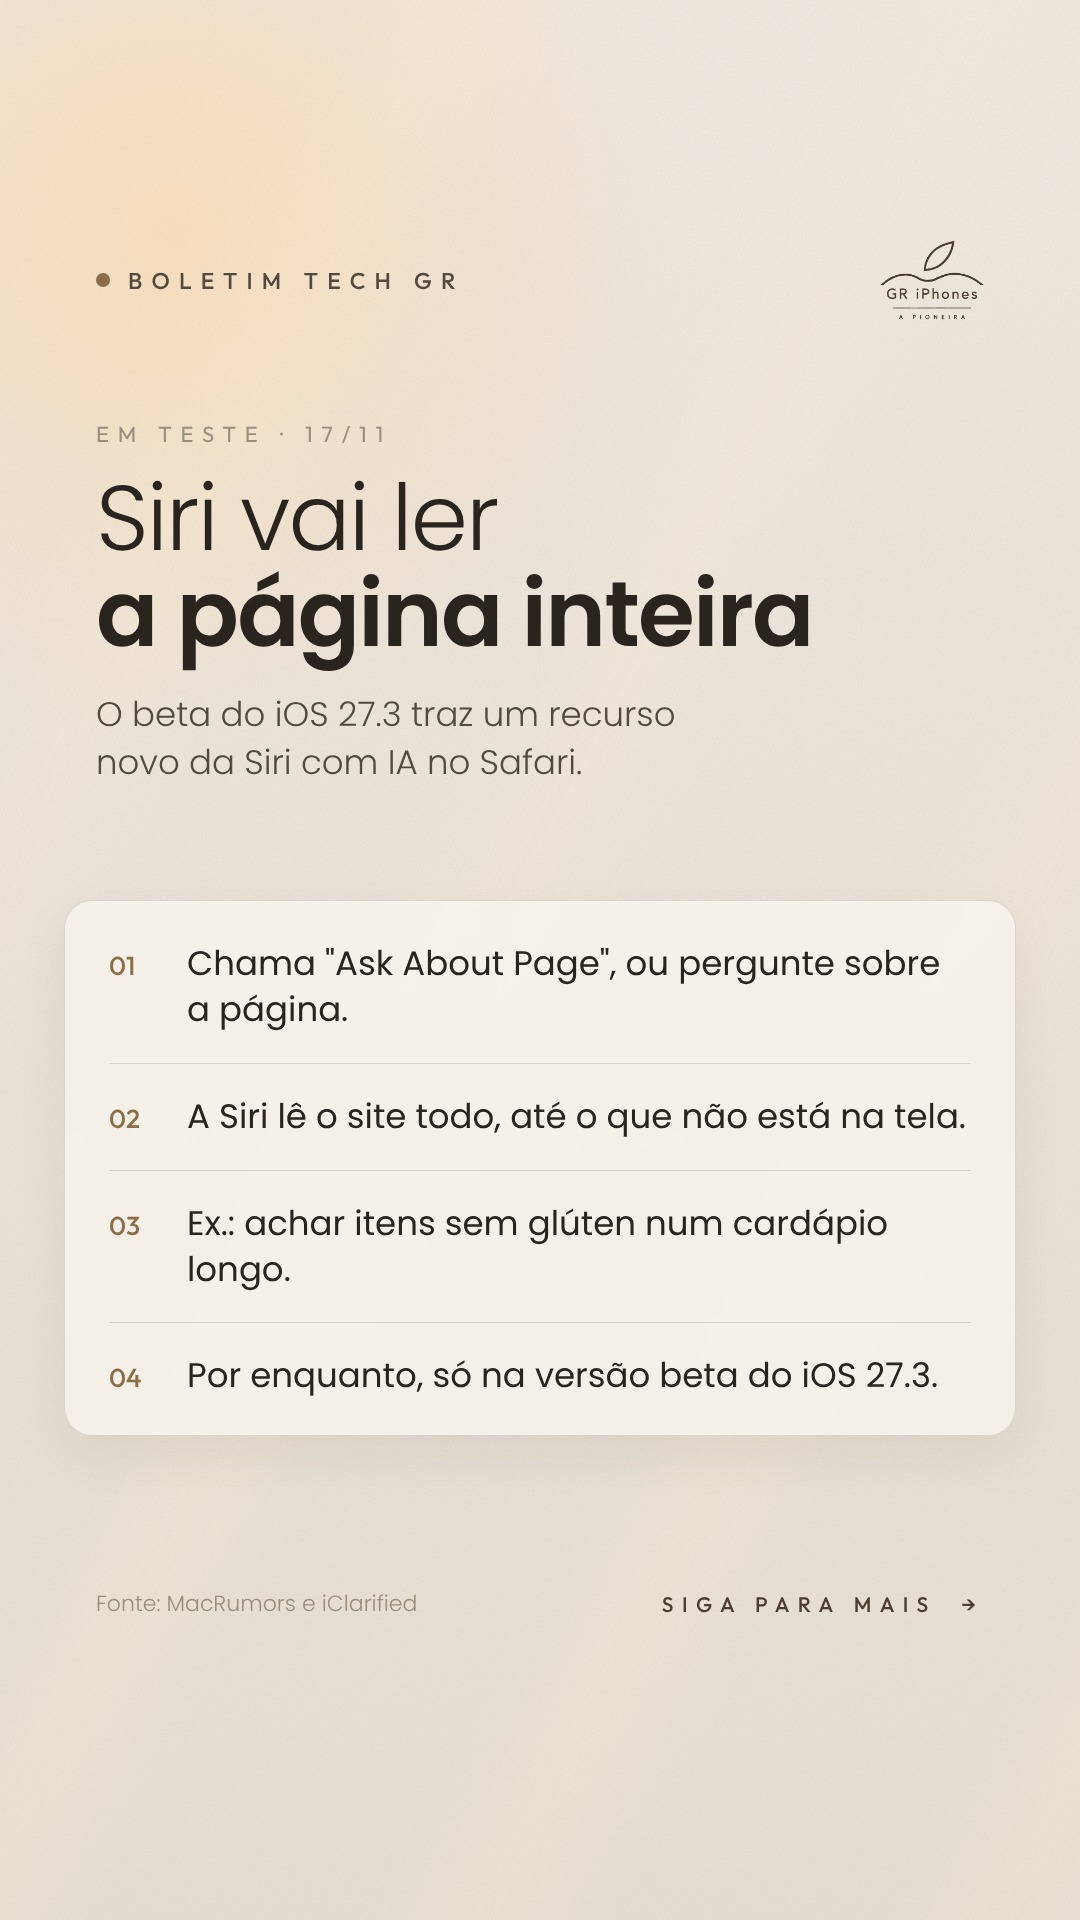 BOLETIM TECH GR
GR iPhones
A PIONEIRA
EM TESTE · 17/11
Siri vai ler
a página inteira
O beta do iOS 27.3 traz um recurso
novo da Siri com IA no Safari.
01 Chama "Ask About Page", ou pergunte sobre
a página.
02 A Siri lê o site todo, até o que não está na tela.
03 Ex.: achar itens sem glúten num cardápio
longo.
04 Por enquanto, só na versão beta do iOS 27.3.
Fonte: MacRumors e iClarified
SIGA PARA MAIS →